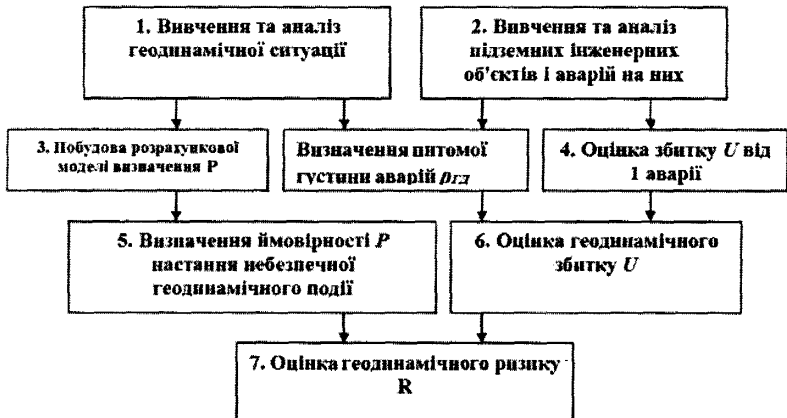 1. Вивчення та аналіз
геодинамічної ситуації
2. Вивчення та аналіз
підземних інженерних
об'єктів і аварій на них
3. Побудова розрахункової
моделі визначення P
Визначення питомої
густини аварій ρгд
4. Оцінка збитку U від
1 аварії
5. Визначення ймовірності P
настання небезпечної
геодинамічного події
6. Оцінка геодинамічного
збитку U
7. Оцінка геодинамічного ризику
R